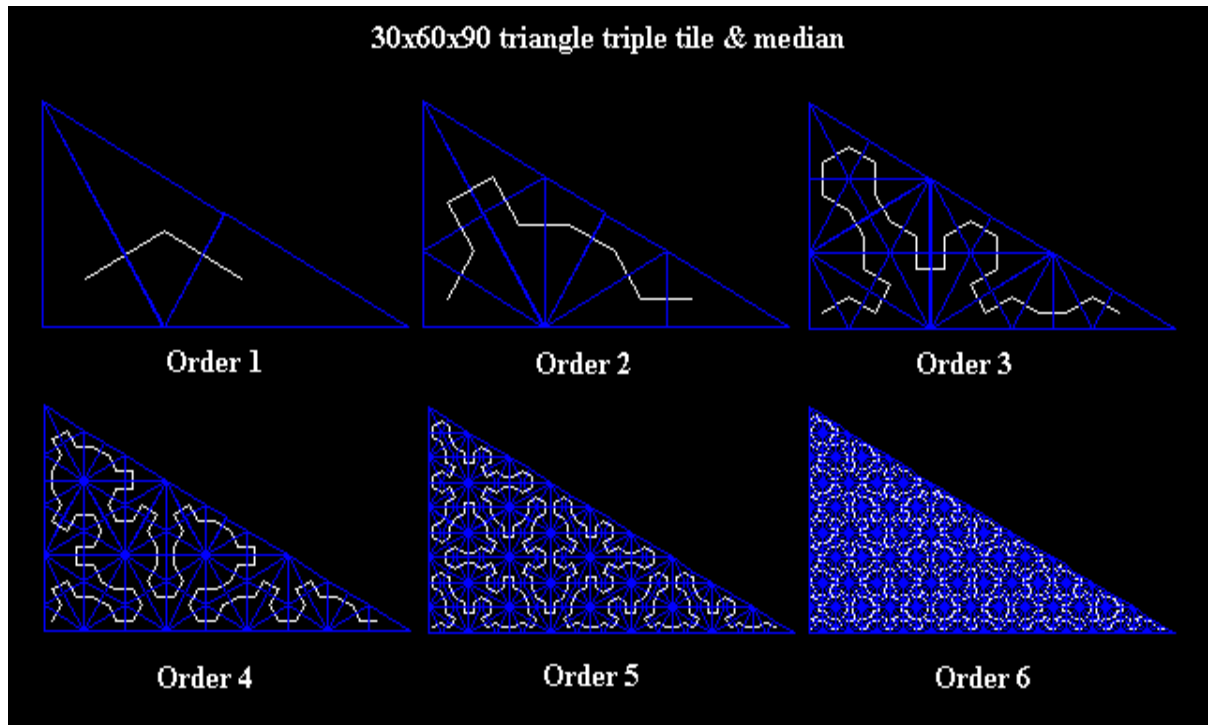 30x60x90 triangle triple tile & median
Order 1
Order 2
Order 3
Order 4
Order 5
Order 6